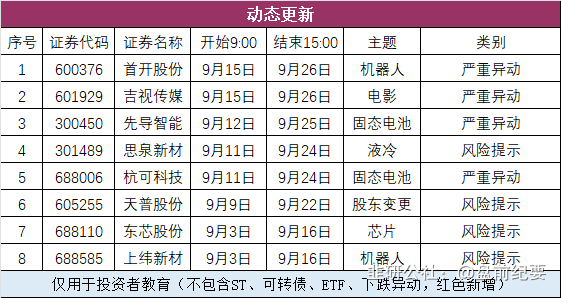 动态更新
序号 证券代码 证券名称 开始9:00 结束15:00 主题 类别
1 600376 首开股份 9月15日 9月26日 机器人 严重异动
2 601929 吉视传媒 9月15日 9月26日 电影 严重异动
3 300450 先导智能 9月12日 9月25日 固态电池 严重异动
4 301489 思泉新材 9月11日 9月24日 液冷 风险提示
5 688006 杭可科技 9月11日 9月24日 固态电池 严重异动
6 605255 天普股份 9月9日 9月22日 股东变更 风险提示
7 688110 东芯股份 9月3日 9月16日 芯片 风险提示
8 688585 上纬新材 9月3日 9月16日 机器人 风险提示
仅用于投资者教育（不包含ST、可转债、ETF、下跌异动，红色新增）
韭研公社：@盘前纪要